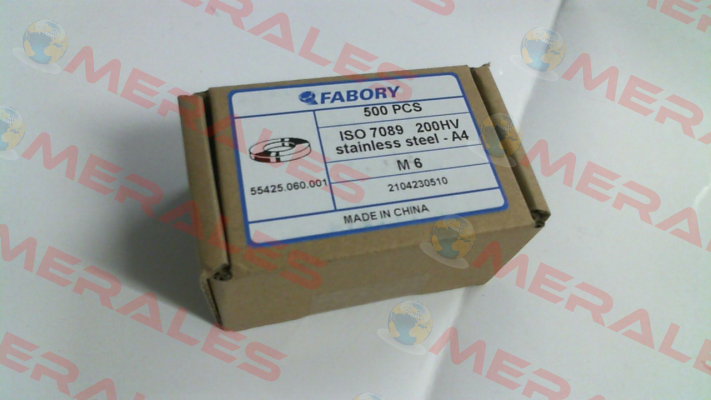 FABORY
500 PCS
ISO 7089 200HV
stainless steel - A4
M 6
55425.060.001
2104230510
MADE IN CHINA
MERALES
MERALES
MERALES
MERALES
MERALES